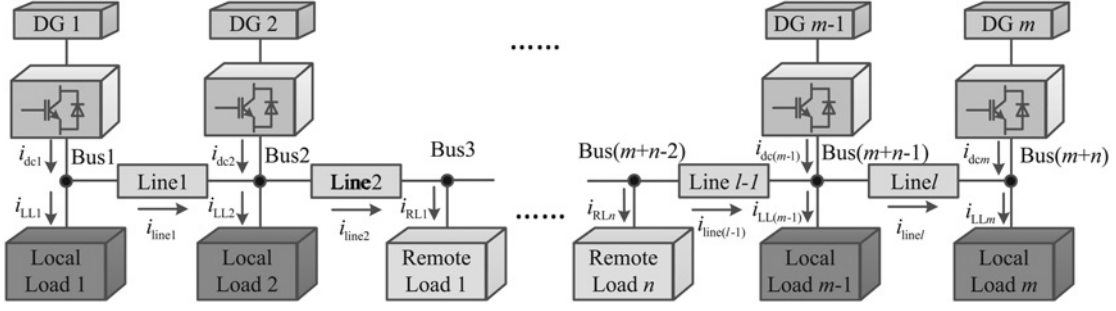 DG 1
DG 2
......
DG m-1
DG m
idc1
Bus1
idc2
Bus2
Bus3
Bus(m+n-2)
idc(m-1)
Bus(m+n-1)
idcm
Bus(m+n)
Line1
Line2
Line l-1
Linel
iLL1
iline1
iLL2
iline2
iRL1
......
iRLn
iline(l-1)
iLL(m-1)
ilinel
iLLm
Local
Load 1
Local
Load 2
Remote
Load 1
Remote
Load n
Local
Load m-1
Local
Load m